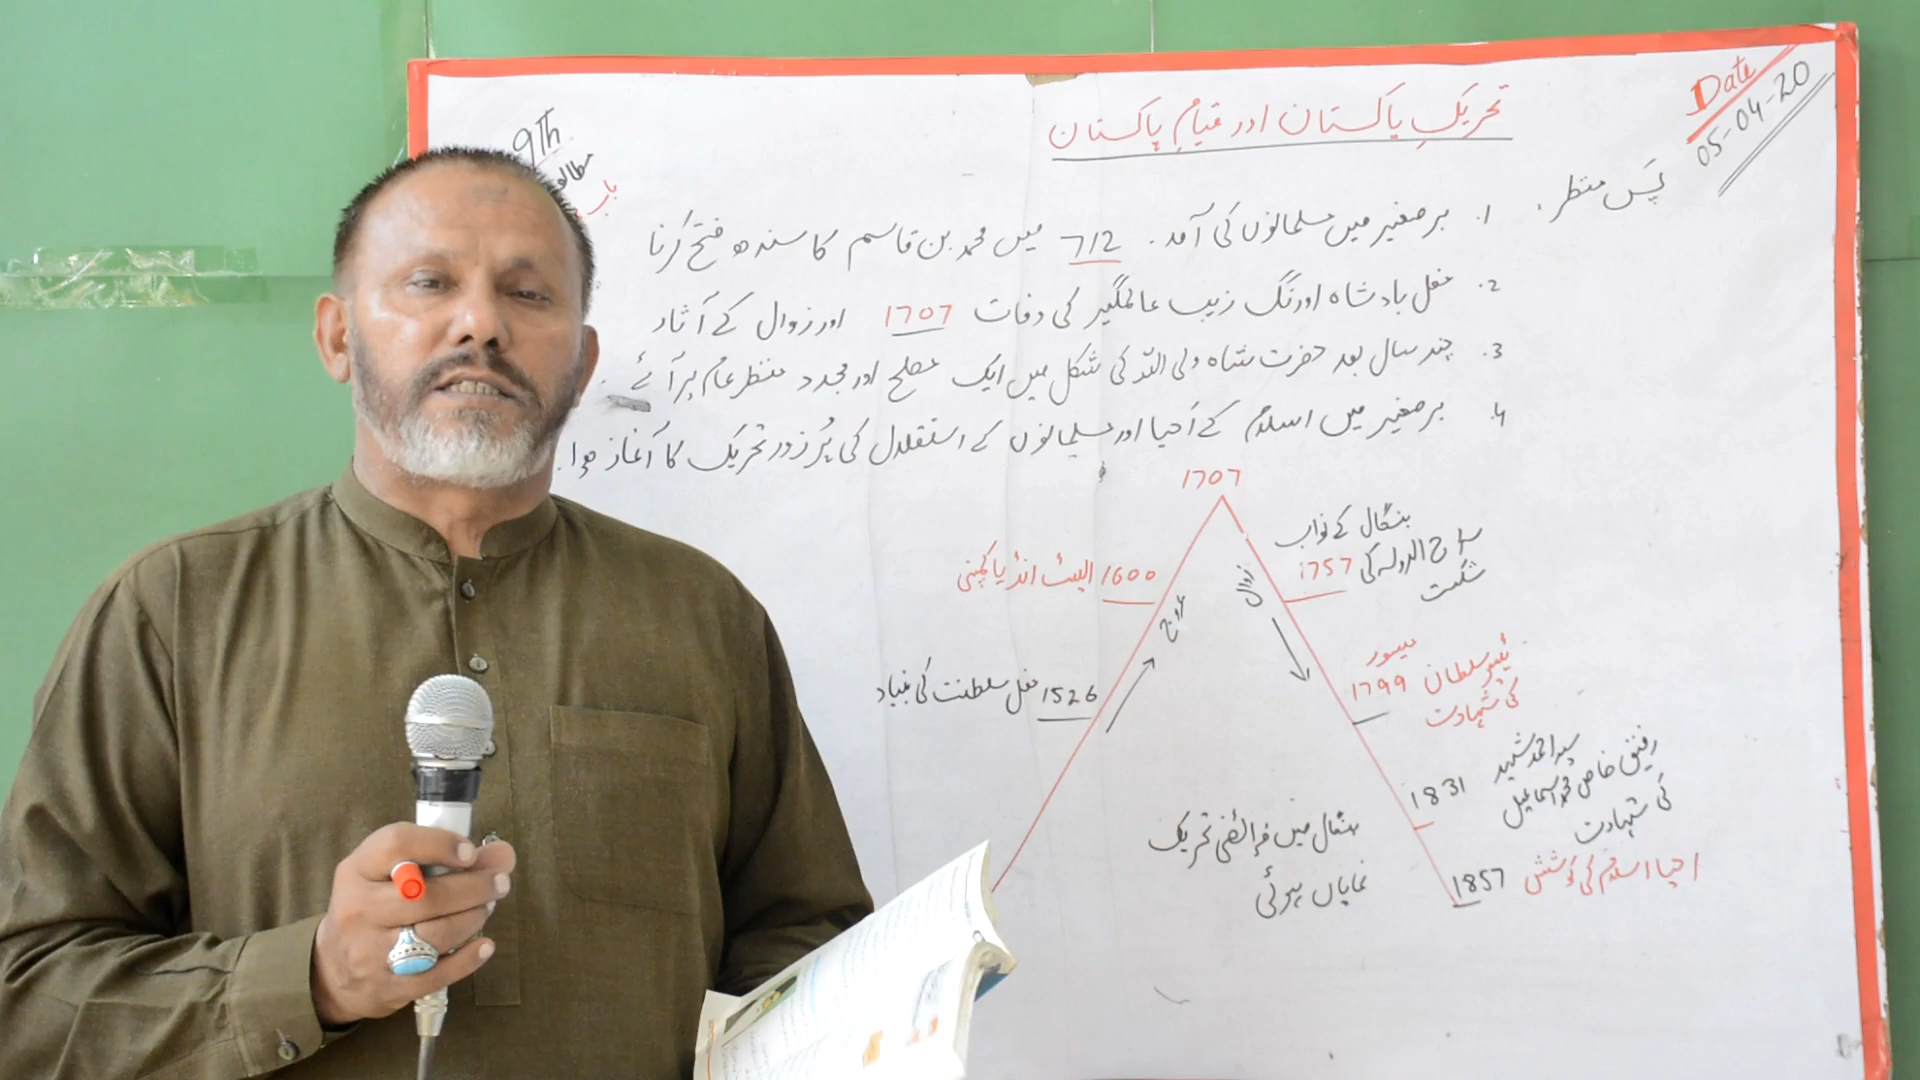 Date
05-04-20
9Th
مطالعہ
باب
تحریکِ پاکستان اور قیامِ پاکستان
پَس منظر.
1. برصغیر میں مسلمانوں کی آمد. 712 میں محمد بن قاسم کا سندھ فتح کرنا
2. مغل بادشاہ اورنگ زیب عالمگیر کی وفات 1707 اور زوال کے آثار
3. چند سال بعد حضرت شاہ ولی اللہ کی شکل میں ایک مصلح اور مجدد منظر عام پر آئے.
4. برصغیر میں اسلام کے احیا اور مسلمانوں کے استقلال کی پُر زور تحریک کا آغاز ہوا.
1707
بنگال کے نواب
سراج الدولہ کی 1757
شکست
1600 ایسٹ انڈیا کمپنی
عروج
زوال
میسور
ٹیپو سلطان 1799
کی شہادت
1526 مغل سلطنت کی بنیاد
سید احمد شہید
1831 رفیق خاص محمد اسماعیل
کی شہادت
بنگال میں فرائضی تحریک
نمایاں ہوئی
1857 احیا اسلام کی کوشش